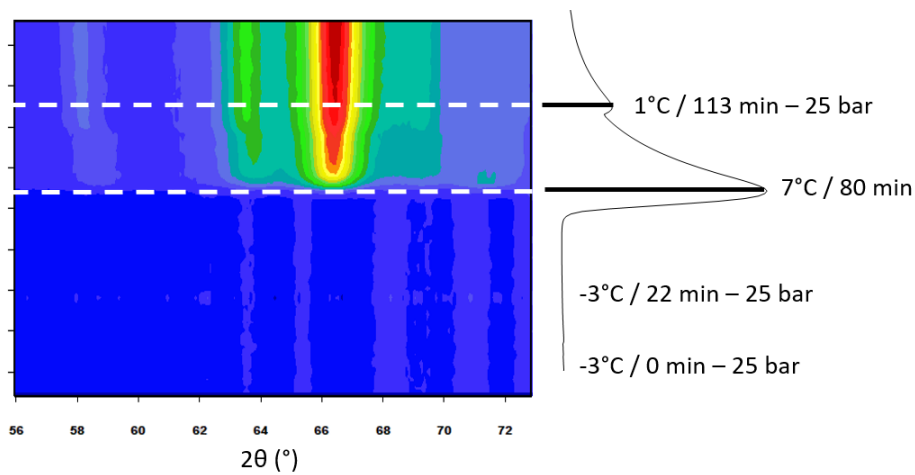 1°C / 113 min – 25 bar
7°C / 80 min
-3°C / 22 min – 25 bar
-3°C / 0 min – 25 bar
56 58 60 62 64 66 68 70 72
2θ (°)